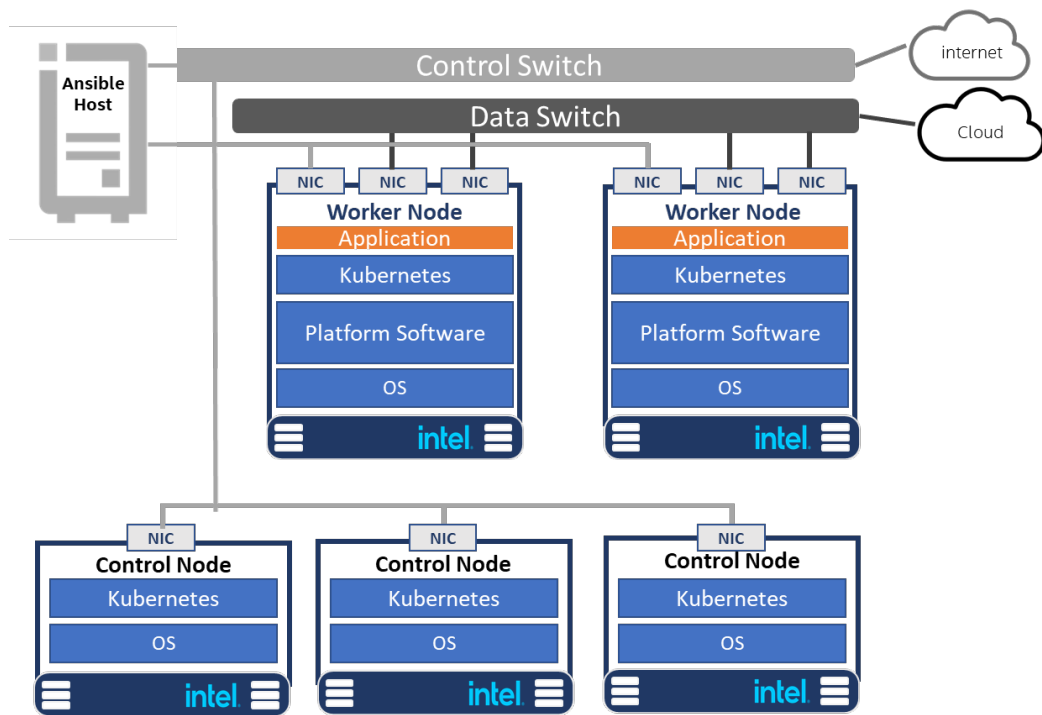 Ansible
Host
Control Switch
internet
Data Switch
Cloud
NIC
NIC
NIC
NIC
NIC
NIC
Worker Node
Application
Kubernetes
Platform Software
OS
intel.
Worker Node
Application
Kubernetes
Platform Software
OS
intel.
NIC
Control Node
Kubernetes
OS
intel.
NIC
Control Node
Kubernetes
OS
intel.
NIC
Control Node
Kubernetes
OS
intel.